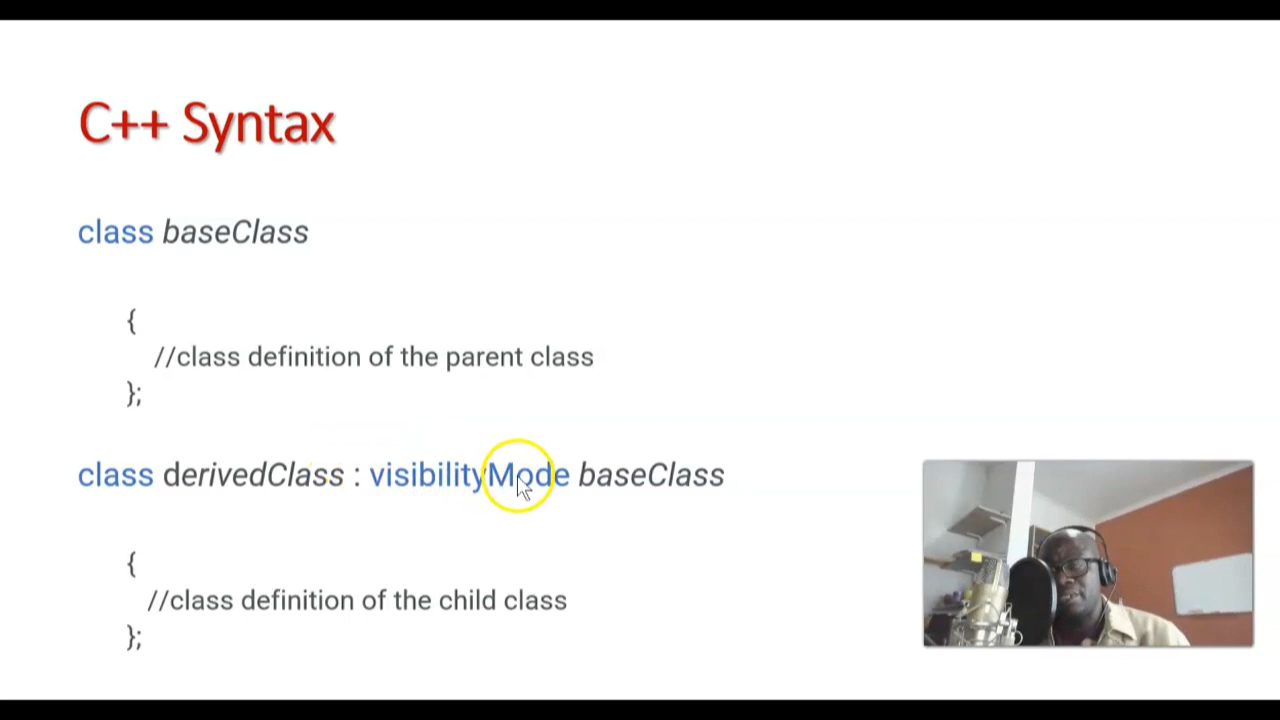 C++ Syntax
class baseClass
{
//class definition of the parent class
};
class derivedClass : visibilityMode baseClass
{
//class definition of the child class
};